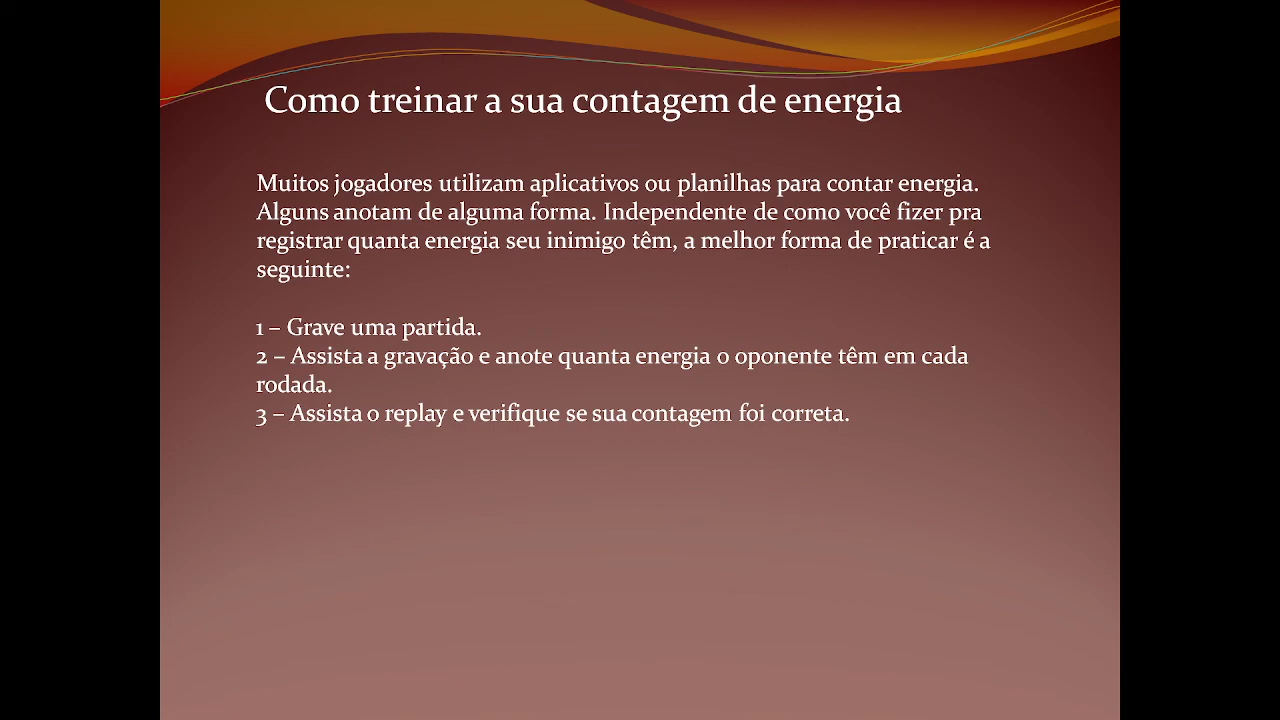 Como treinar a sua contagem de energia
Muitos jogadores utilizam aplicativos ou planilhas para contar energia.
Alguns anotam de alguma forma. Independente de como você fizer pra
registrar quanta energia seu inimigo têm, a melhor forma de praticar é a
seguinte:
1 – Grave uma partida.
2 – Assista a gravação e anote quanta energia o oponente têm em cada
rodada.
3 – Assista o replay e verifique se sua contagem foi correta.